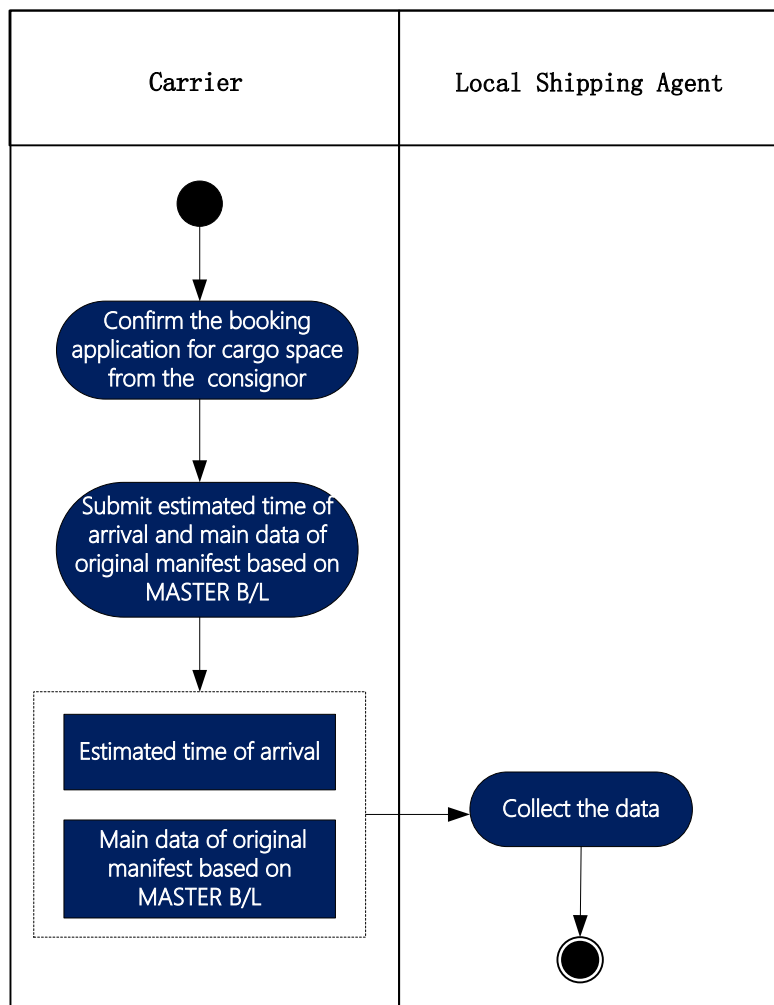 Carrier
Local Shipping Agent
Confirm the booking
application for cargo space
from the consignor
Submit estimated time of
arrival and main data of
original manifest based on
MASTER B/L
Estimated time of arrival
Main data of original
manifest based on
MASTER B/L
Collect the data